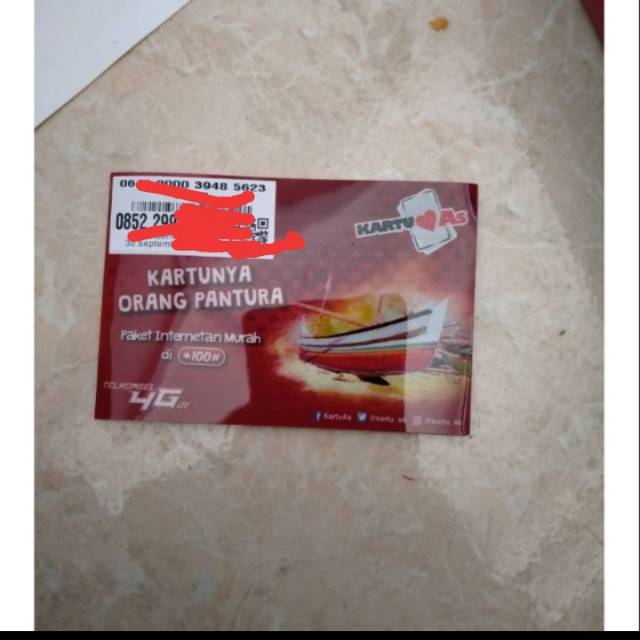 3948 5623
0852 299
30 septem
KARTU As
KARTUNYA
ORANG PANTURA
Paket Internetan Murah
di *100#
TELKOMSEL
4G LTE
KartuAs @kartu_as @kartu_as